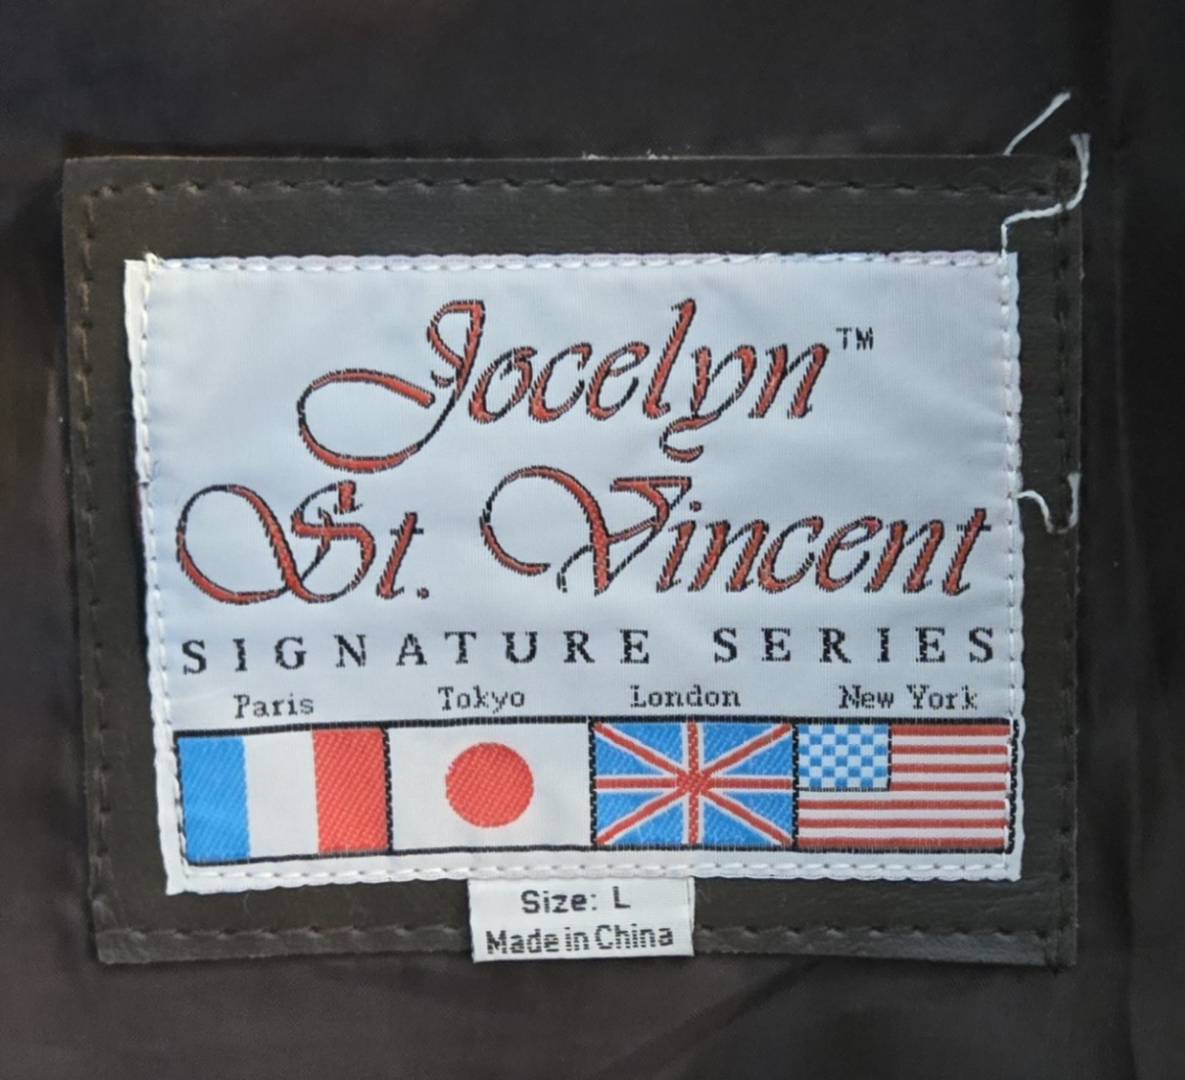 Jocelyn™
St. Vincent
SIGNATURE SERIES
Paris Tokyo London New York
Size: L
Made in China